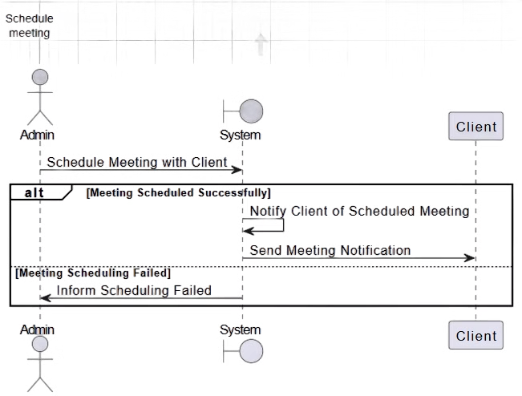 Schedule
meeting
Admin
System
Client
Schedule Meeting with Client
alt
[Meeting Scheduled Successfully]
Notify Client of Scheduled Meeting
Send Meeting Notification
[Meeting Scheduling Failed]
Inform Scheduling Failed
Admin
System
Client